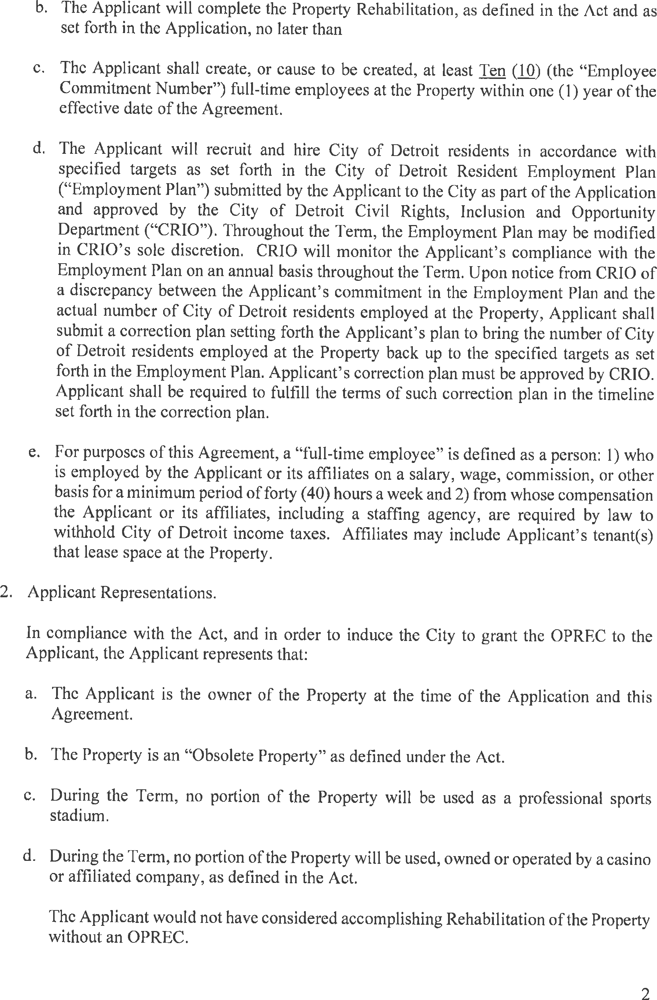 b. The Applicant will complete the Property Rehabilitation, as defined in the Act and as
set forth in the Application, no later than
c. The Applicant shall create, or cause to be created, at least Ten (10) (the “Employee
Commitment Number”) full-time employees at the Property within one (1) year of the
effective date of the Agreement.
d. The Applicant will recruit and hire City of Detroit residents in accordance with
specified targets as set forth in the City of Detroit Resident Employment Plan
(“Employment Plan”) submitted by the Applicant to the City as part of the Application
and approved by the City of Detroit Civil Rights, Inclusion and Opportunity
Department (“CRIO”). Throughout the Term, the Employment Plan may be modified
in CRIO’s sole discretion. CRIO will monitor the Applicant’s compliance with the
Employment Plan on an annual basis throughout the Term. Upon notice from CRIO of
a discrepancy between the Applicant’s commitment in the Employment Plan and the
actual number of City of Detroit residents employed at the Property, Applicant shall
submit a correction plan setting forth the Applicant’s plan to bring the number of City
of Detroit residents employed at the Property back up to the specified targets as set
forth in the Employment Plan. Applicant’s correction plan must be approved by CRIO.
Applicant shall be required to fulfill the terms of such correction plan in the timeline
set forth in the correction plan.
e. For purposes of this Agreement, a “full-time employee” is defined as a person: 1) who
is employed by the Applicant or its affiliates on a salary, wage, commission, or other
basis for a minimum period of forty (40) hours a week and 2) from whose compensation
the Applicant or its affiliates, including a staffing agency, are required by law to
withhold City of Detroit income taxes. Affiliates may include Applicant’s tenant(s)
that lease space at the Property.
2. Applicant Representations.
In compliance with the Act, and in order to induce the City to grant the OPREC to the
Applicant, the Applicant represents that:
a. The Applicant is the owner of the Property at the time of the Application and this
Agreement.
b. The Property is an “Obsolete Property” as defined under the Act.
c. During the Term, no portion of the Property will be used as a professional sports
stadium.
d. During the Term, no portion of the Property will be used, owned or operated by a casino
or affiliated company, as defined in the Act.
The Applicant would not have considered accomplishing Rehabilitation of the Property
without an OPREC.
2